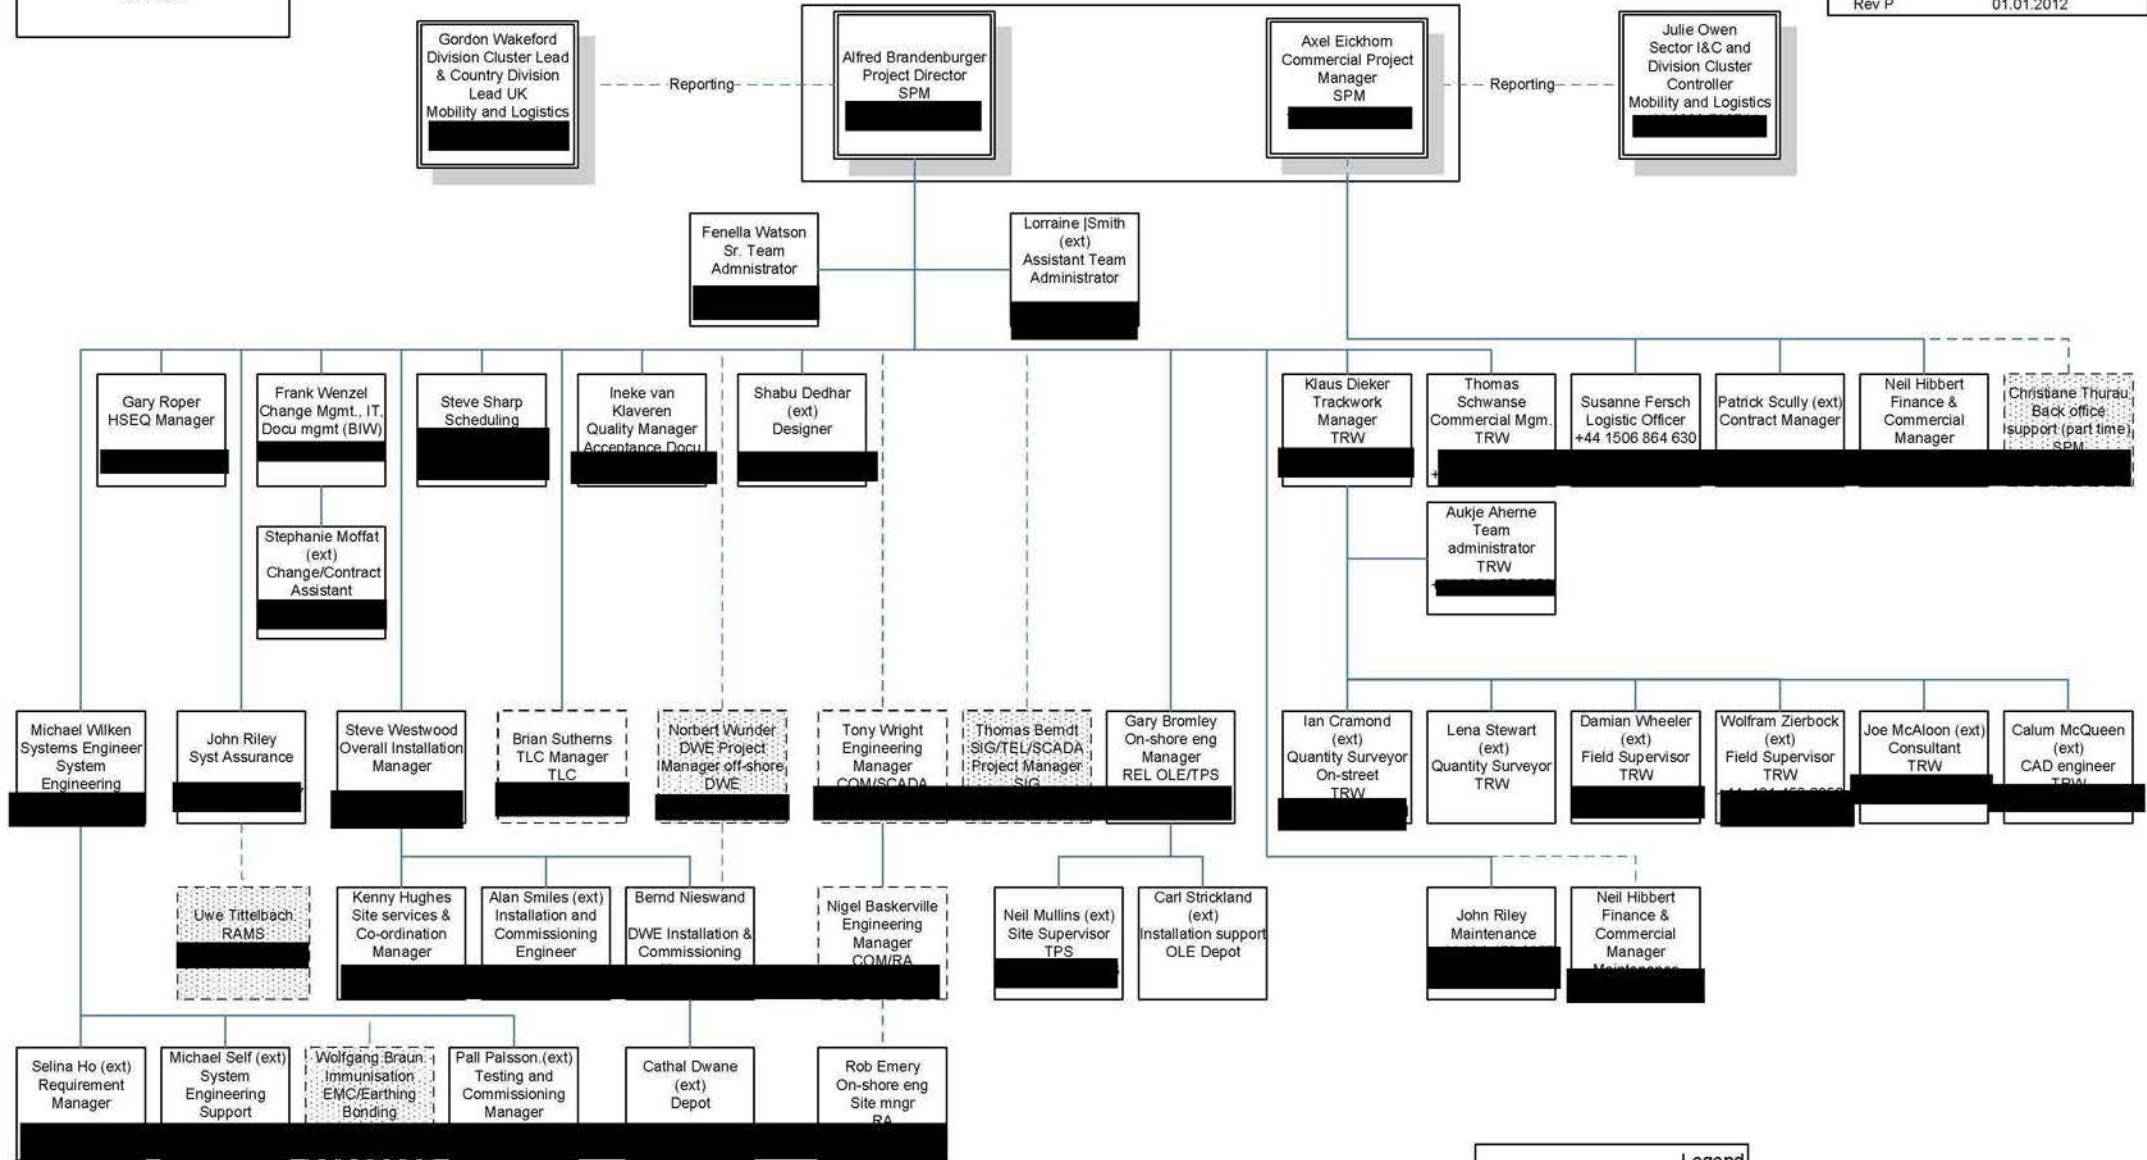 Rev P 01.01.2012
Gordon Wakeford
Division Cluster Lead
& Country Division
Lead UK
Mobility and Logistics
Reporting
Alfred Brandenburger
Project Director
SPM
Axel Eickhorn
Commercial Project
Manager
SPM
Reporting
Julie Owen
Sector I&C and
Division Cluster
Controller
Mobility and Logistics
Fenella Watson
Sr. Team
Admnistrator
Lorraine |Smith
(ext)
Assistant Team
Administrator
Gary Roper
HSEQ Manager
Frank Wenzel
Change Mgmt., IT,
Docu mgmt (BIW)
Steve Sharp
Scheduling
Ineke van
Klaveren
Quality Manager
Acceptance Docu
Shabu Dedhar
(ext)
Designer
Klaus Dieker
Trackwork
Manager
TRW
Thomas
Schwanse
Commercial Mgm.
TRW
Susanne Fersch
Logistic Officer
+44 1506 864 630
Patrick Scully (ext)
Contract Manager
Neil Hibbert
Finance &
Commercial
Manager
Christiane Thurau
Back office
support (part time)
SPM
Stephanie Moffat
(ext)
Change/Contract
Assistant
Aukje Aherne
Team
administrator
TRW
Michael Wilken
Systems Engineer
System
Engineering
John Riley
Syst Assurance
Steve Westwood
Overall Installation
Manager
Brian Sutherns
TLC Manager
TLC
Norbert Wunder
DWE Project
Manager off-shore
DWE
Tony Wright
Engineering
Manager
COM/SCADA
Thomas Berndt
SIG/TEL/SCADA
Project Manager
SIG
Gary Bromley
On-shore eng
Manager
REL OLE/TPS
Ian Cramond
(ext)
Quantity Surveyor
On-street
TRW
Lena Stewart
(ext)
Quantity Surveyor
TRW
Damian Wheeler
(ext)
Field Supervisor
TRW
Wolfram Zierbock
(ext)
Field Supervisor
TRW
Joe McAloon (ext)
Consultant
TRW
Calum McQueen
(ext)
CAD engineer
TRW
Uwe Tittelbach
RAMS
Kenny Hughes
Site services &
Co-ordination
Manager
Alan Smiles (ext)
Installation and
Commissioning
Engineer
Bernd Nieswand
DWE Installation &
Commissioning
Nigel Baskerville
Engineering
Manager
COM/RA
Neil Mullins (ext)
Site Supervisor
TPS
Carl Strickland
(ext)
Installation support
OLE Depot
John Riley
Maintenance
Neil Hibbert
Finance &
Commercial
Manager
Maintenance
Selina Ho (ext)
Requirement
Manager
Michael Self (ext)
System
Engineering
Support
Wolfgang Braun
Immunisation
EMC/Earthing
Bonding
Pall Palsson.(ext)
Testing and
Commissioning
Manager
Cathal Dwane
(ext)
Depot
Rob Emery
On-shore eng
Site mngr
RA
Legend